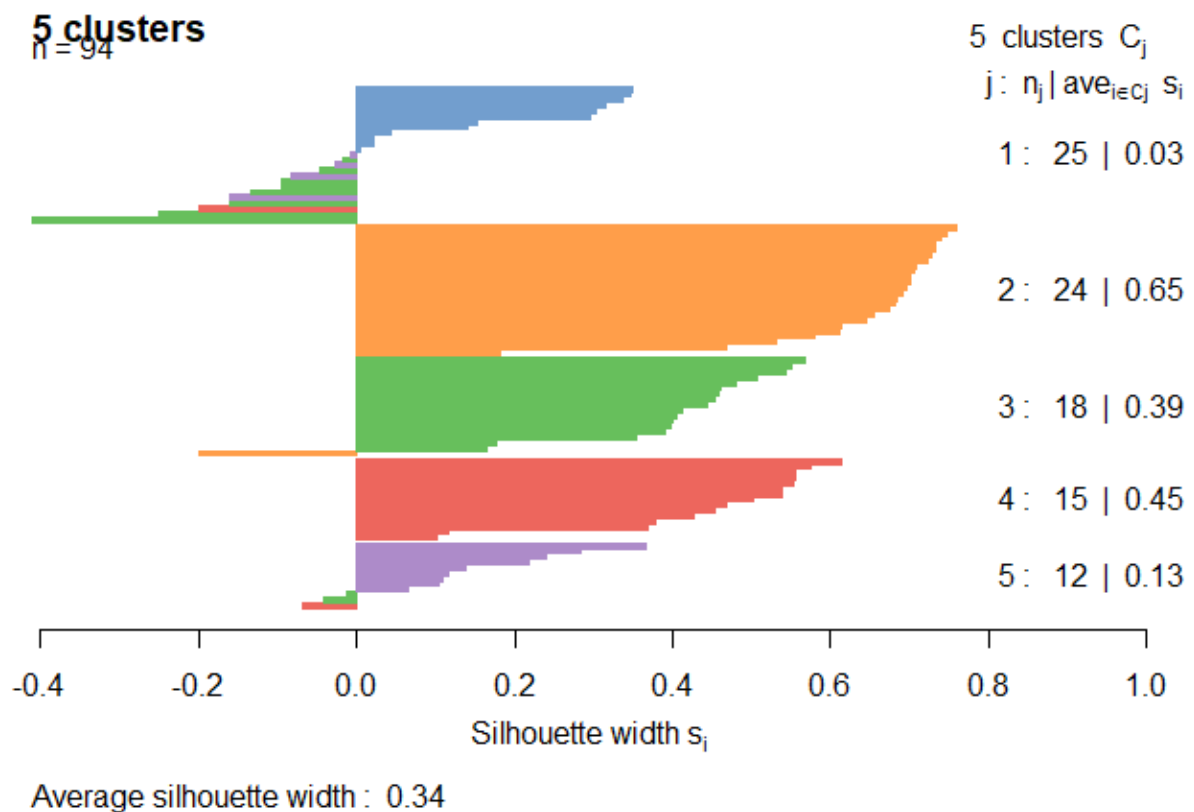 5 clusters
n = 94
5 clusters Cj
j : nj | ave i∈Cj si
1 : 25 | 0.03
2 : 24 | 0.65
3 : 18 | 0.39
4 : 15 | 0.45
5 : 12 | 0.13
-0.4 -0.2 0.0 0.2 0.4 0.6 0.8 1.0
Silhouette width si
Average silhouette width : 0.34